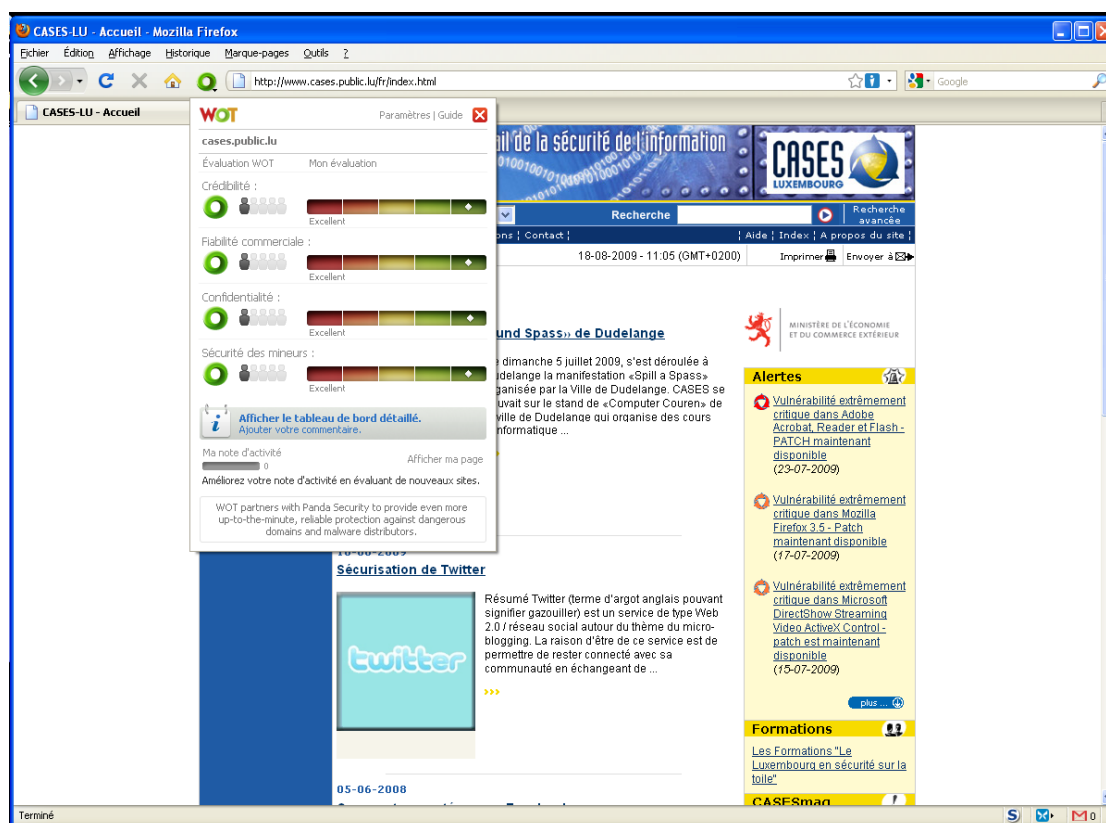 CASES-LU - Accueil - Mozilla Firefox
Fichier Édition Affichage Historique Marque-pages Outils ?
http://www.cases.public.lu/fr/index.html
Google
CASES-LU - Accueil
WOT
Paramètres | Guide
cases.public.lu
Évaluation WOT Mon évaluation
Crédibilité :
Excellent
Fiabilité commerciale :
Excellent
Confidentialité :
Excellent
Sécurité des mineurs :
Excellent
Afficher le tableau de bord détaillé.
Ajouter votre commentaire.
Ma note d'activité
0
Afficher ma page
Améliorez votre note d'activité en évaluant de nouveaux sites.
WOT partners with Panda Security to provide even more
up-to-the-minute, reliable protection against dangerous
domains and malware distributors.
ail de la sécurité de l'information
CASES
LUXEMBOURG
Recherche
Recherche
avancée
ons ¦ Contact ¦
¦ Aide ¦ Index ¦ A propos du site ¦
18-08-2009 - 11:05 (GMT+0200)
Imprimer
Envoyer à
und Spass» de Dudelange
dimanche 5 juillet 2009, s'est déroulée à
udelange la manifestation «Spill a Spass»
ganisée par la Ville de Dudelange. CASES se
uvait sur le stand de «Computer Couren» de
ville de Dudelange qui organise des cours
nformatique ...
Sécurisation de Twitter
twitter
Résumé Twitter (terme d'argot anglais pouvant
signifier gazouiller) est un service de type Web
2.0 / réseau social autour du thème du micro-
blogging. La raison d'être de ce service est de
permettre de rester connecté avec sa
communauté en échangeant de ...
›››
05-06-2008
MINISTÈRE DE L'ÉCONOMIE
ET DU COMMERCE EXTÉRIEUR
Alertes
Vulnérabilité extrêmement
critique dans Adobe
Acrobat, Reader et Flash -
PATCH maintenant
disponible
(23-07-2009)
Vulnérabilité extrêmement
critique dans Mozilla
Firefox 3.5 - Patch
maintenant disponible
(17-07-2009)
Vulnérabilité extrêmement
critique dans Microsoft
DirectShow Streaming
Video ActiveX Control -
patch est maintenant
disponible
(15-07-2009)
plus ...
Formations
Les Formations "Le
Luxembourg en sécurité sur la
toile"
CASESmag
Terminé
0